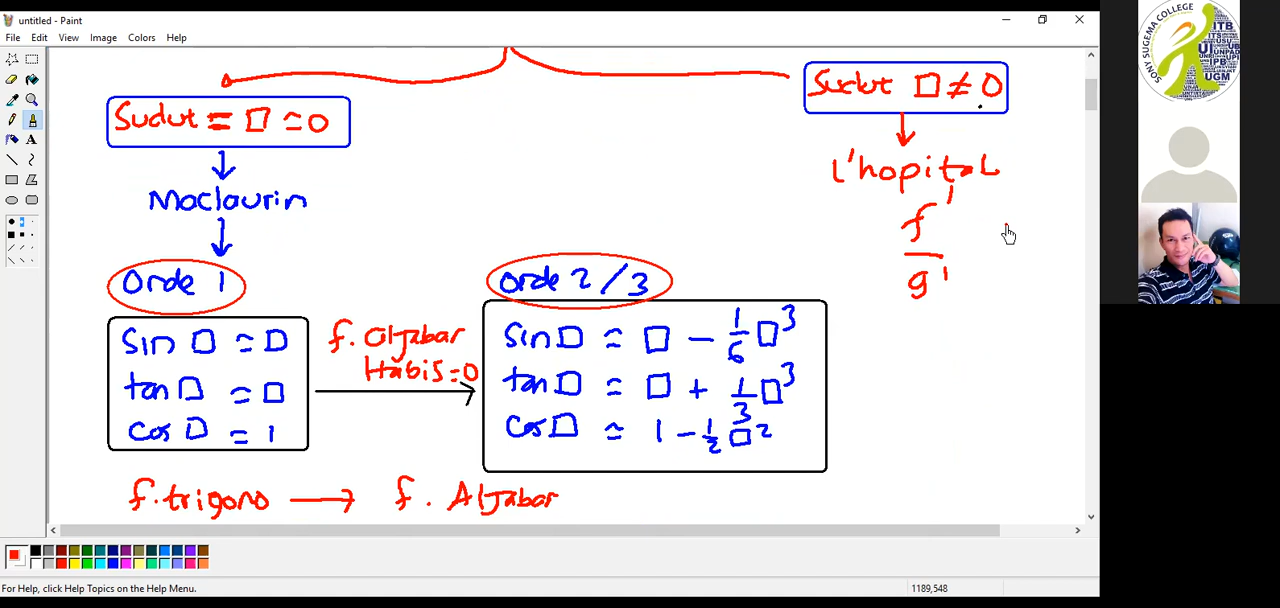 untitled - Paint
File Edit View Image Colors Help
Sudut = □ ≃ 0
Sudut □ ≠ 0
Maclaurin
L'hopital
f'
g'
Orde 1
Orde 2/3
sin □ ≃ □
tan □ ≃ □
cos □ ≃ 1
f. Aljabar
Habis = 0
sin □ ≃ □ - 1/6 □³
tan □ ≃ □ + 1/3 □³
cos □ ≃ 1 - 1/2 □²
f. trigono → f. Aljabar
For Help, click Help Topics on the Help Menu.
1189,548
SONY SUGEMA COLLEGE
ITB
ITS
UI
UNPAD
IPB
UGM